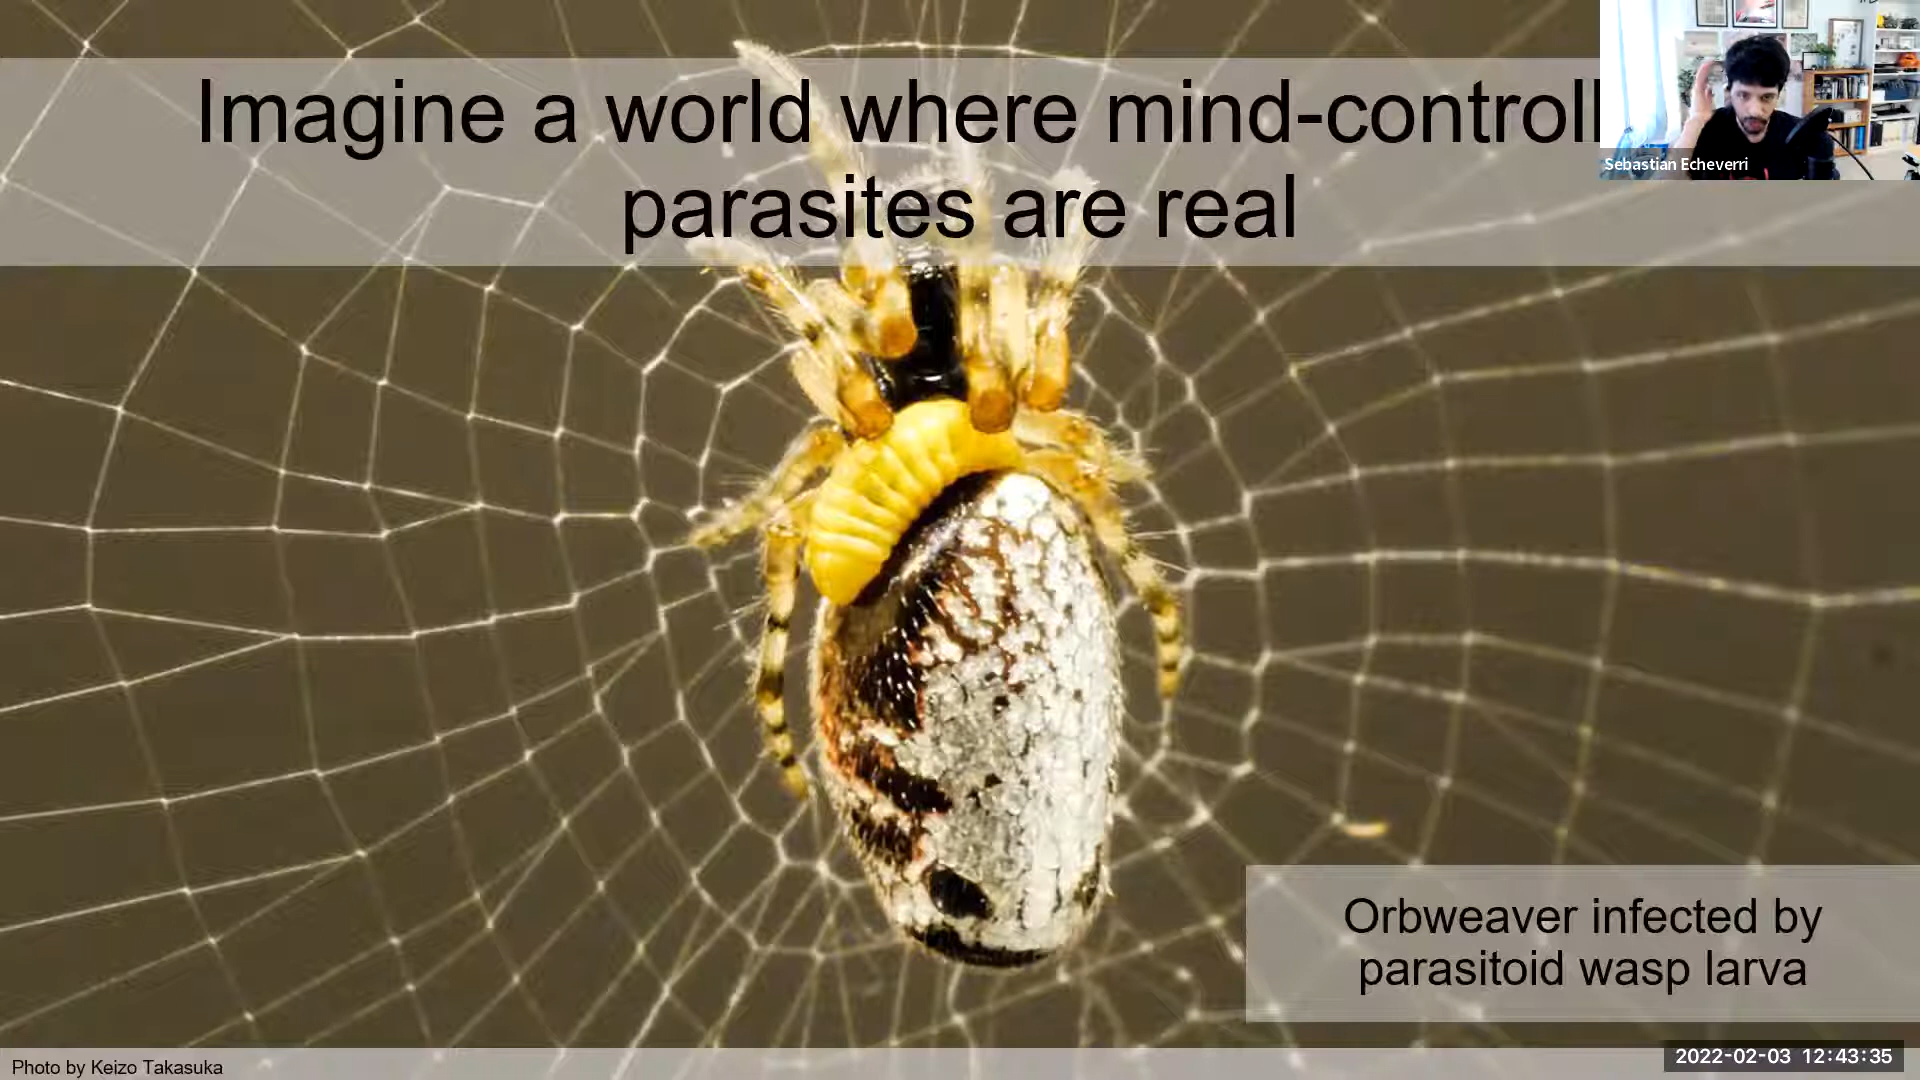 Imagine a world where mind-controll
parasites are real
Sebastian Echeverri
Orbweaver infected by
parasitoid wasp larva
Photo by Keizo Takasuka
2022-02-03 12:43:35